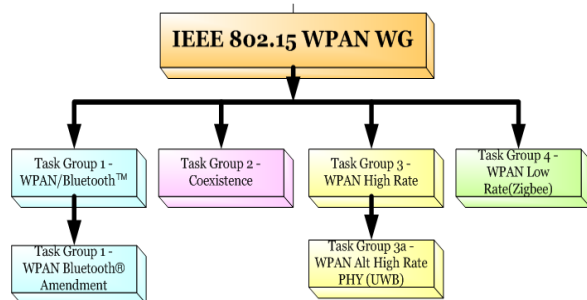 IEEE 802.15 WPAN WG
Task Group 1 -
WPAN/Bluetooth™
Task Group 2 -
Coexistence
Task Group 3 -
WPAN High Rate
Task Group 4 -
WPAN Low
Rate(Zigbee)
Task Group 1 -
WPAN Bluetooth®
Amendment
Task Group 3a -
WPAN Alt High Rate
PHY (UWB)